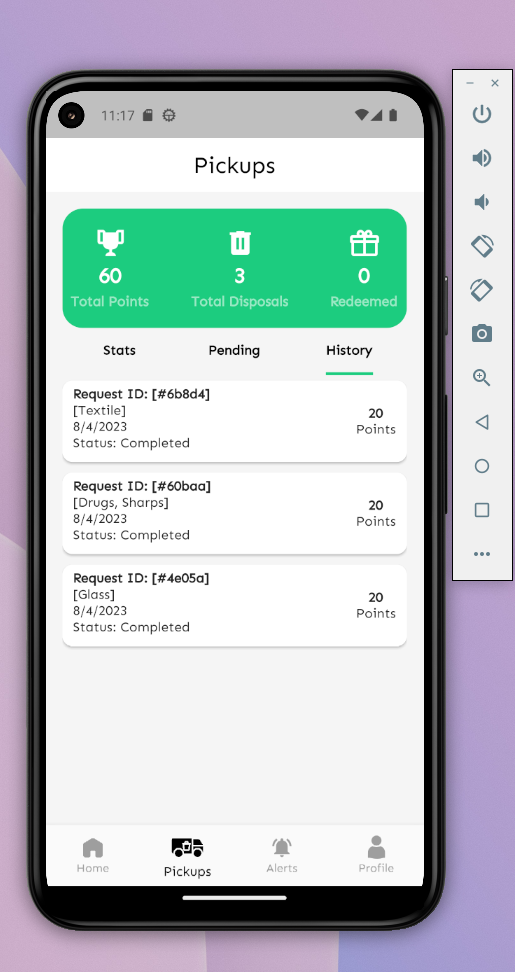 11:17
Pickups
60
Total Points
3
Total Disposals
0
Redeemed
Stats
Pending
History
Request ID: [#6b8d4]
[Textile]
8/4/2023
Status: Completed
20
Points
Request ID: [#60baa]
[Drugs, Sharps]
8/4/2023
Status: Completed
20
Points
Request ID: [#4e05a]
[Glass]
8/4/2023
Status: Completed
20
Points
Home
Pickups
Alerts
Profile